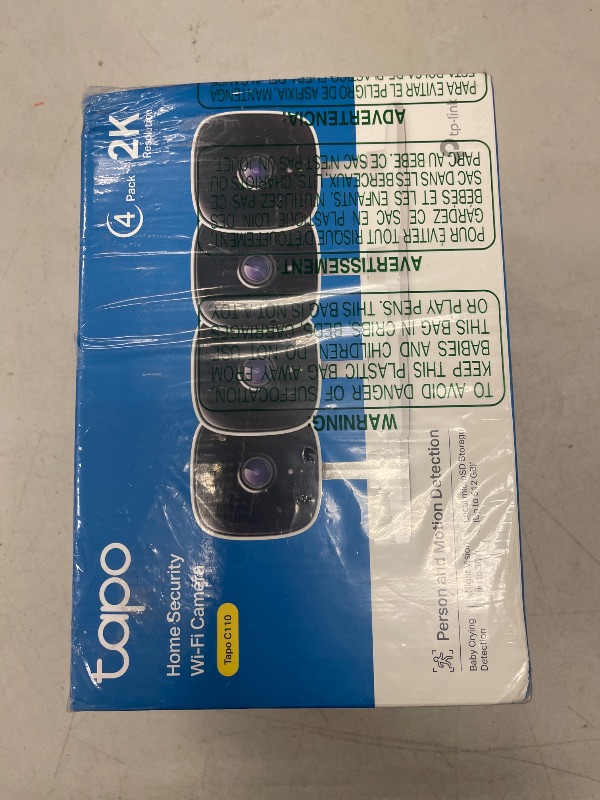 tapo
Home Security
Wi-Fi Camera
Tapo C110
4 Pack
2K
Resolution
Person and Motion Detection
Baby Crying
Detection
tp-link
WARNING:
TO AVOID DANGER OF SUFFOCATION,
KEEP THIS PLASTIC BAG AWAY FROM
BABIES AND CHILDREN. DO NOT USE
THIS BAG IN CRIBS, BEDS, CARRIAGES
OR PLAY PENS. THIS BAG IS NOT A TOY.
AVERTISSEMENT
POUR ÉVITER TOUT RISQUE D'ÉTOUFFEMENT,
GARDEZ CE SAC EN PLASTIQUE LOIN DES
BEBES ET LES ENFANTS. N'UTILISEZ PAS CE
SAC DANS LES BERCEAUX, LITS, CHARIOTS OU
PARC AU BEBE. CE SAC N'EST PAS UN JOUET
ADVERTENCIA:
PARA EVITAR EL PELIGRO DE ASFIXIA, MANTENGA